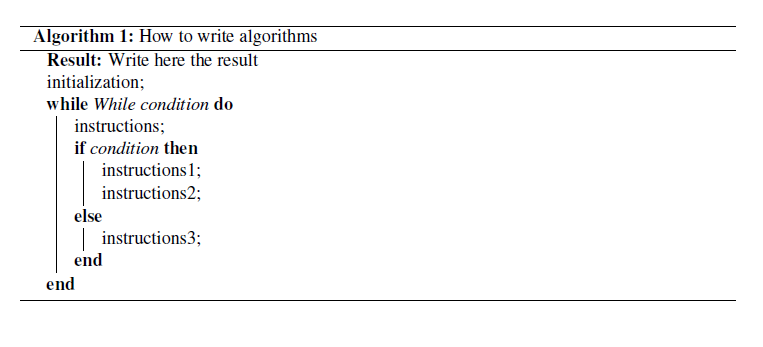 Algorithm 1: How to write algorithms
Result: Write here the result
initialization;
while While condition do
instructions;
if condition then
instructions1;
instructions2;
else
instructions3;
end
end